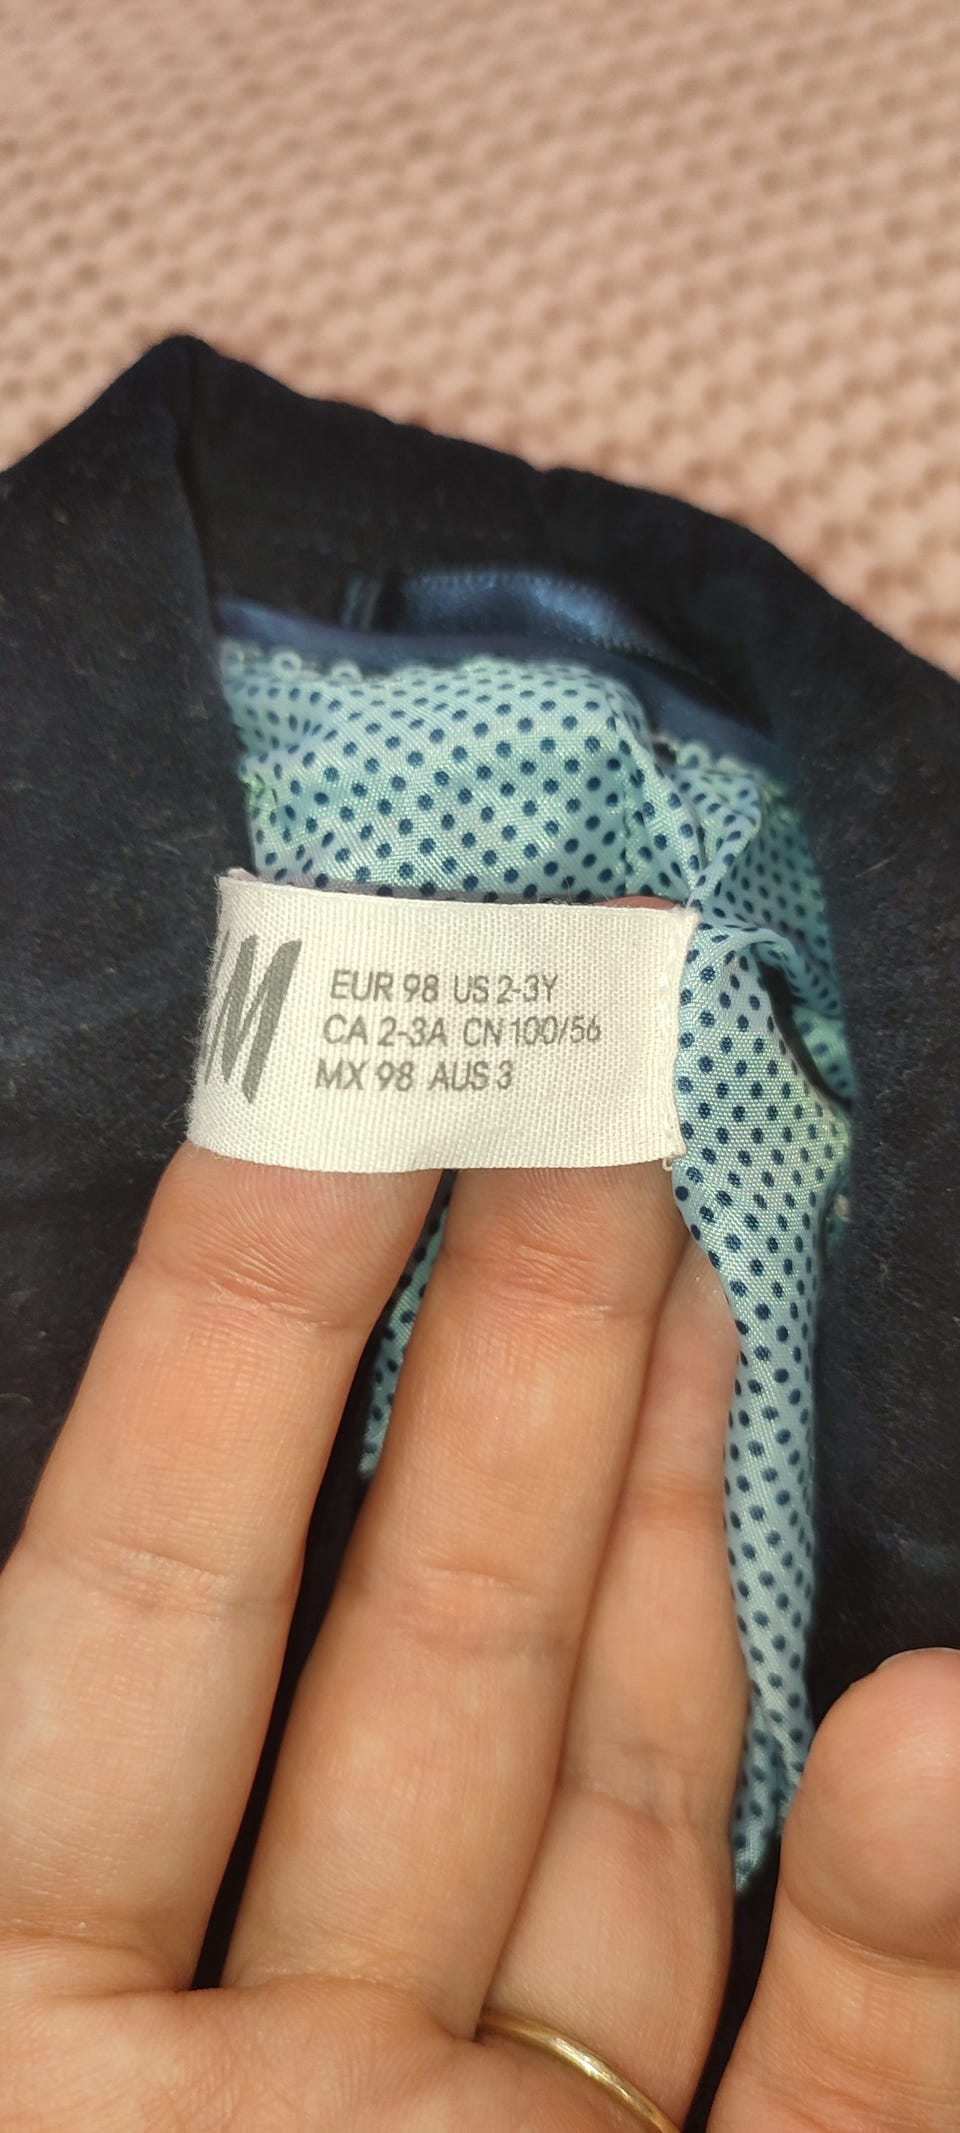 M
EUR 98 US 2-3Y
CA 2-3A CN 100/56
MX 98 AUS 3